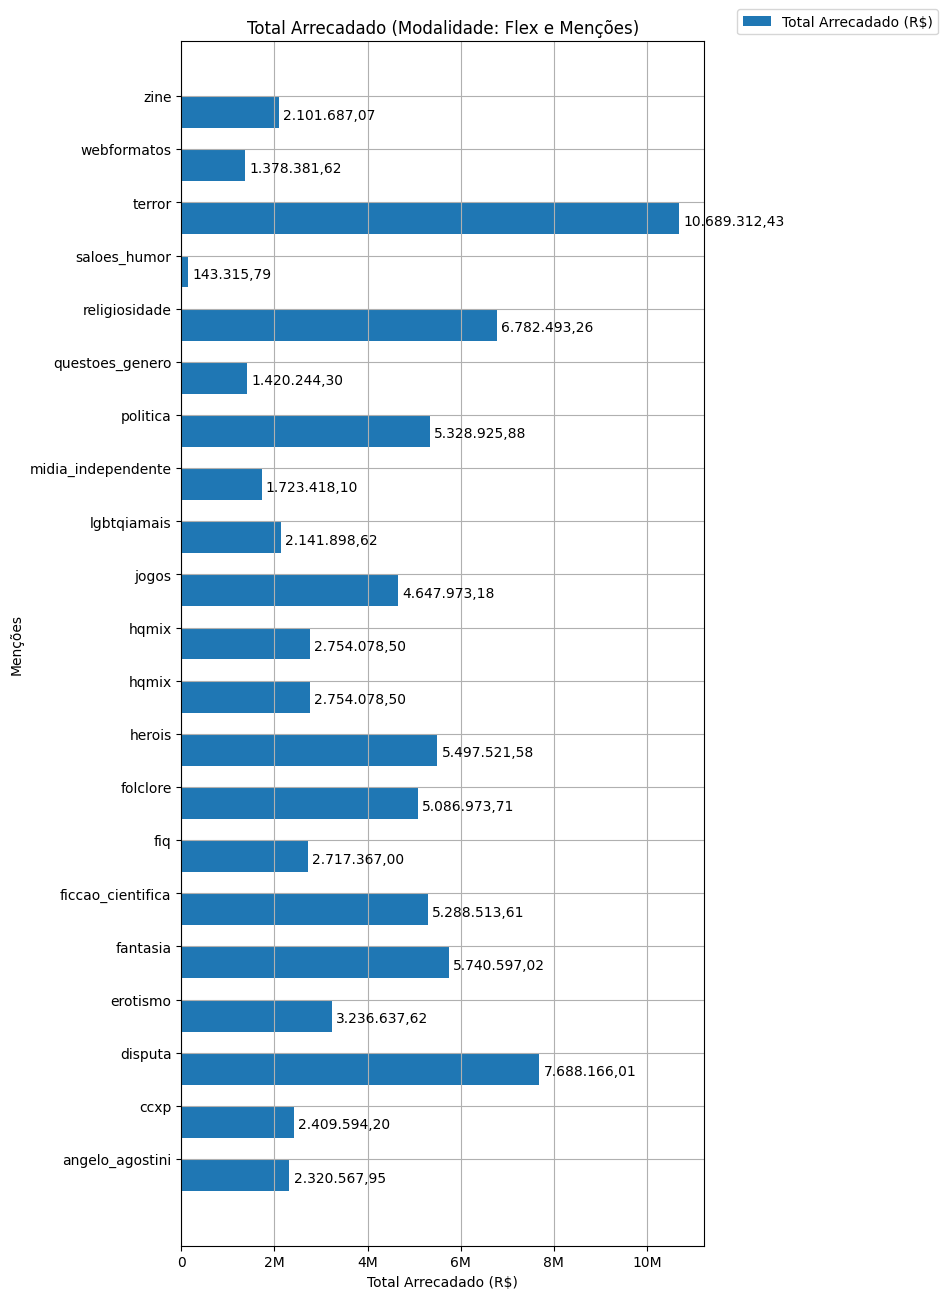 Total Arrecadado (Modalidade: Flex e Menções)
Total Arrecadado (R$)
zine
2.101.687,07
webformatos
1.378.381,62
terror
10.689.312,43
saloes_humor
143.315,79
religiosidade
6.782.493,26
questoes_genero
1.420.244,30
politica
5.328.925,88
midia_independente
1.723.418,10
lgbtqiamais
2.141.898,62
jogos
4.647.973,18
hqmix
2.754.078,50
hqmix
2.754.078,50
herois
5.497.521,58
folclore
5.086.973,71
fiq
2.717.367,00
ficcao_cientifica
5.288.513,61
fantasia
5.740.597,02
erotismo
3.236.637,62
disputa
7.688.166,01
ccxp
2.409.594,20
angelo_agostini
2.320.567,95
Menções
0 2M 4M 6M 8M 10M
Total Arrecadado (R$)